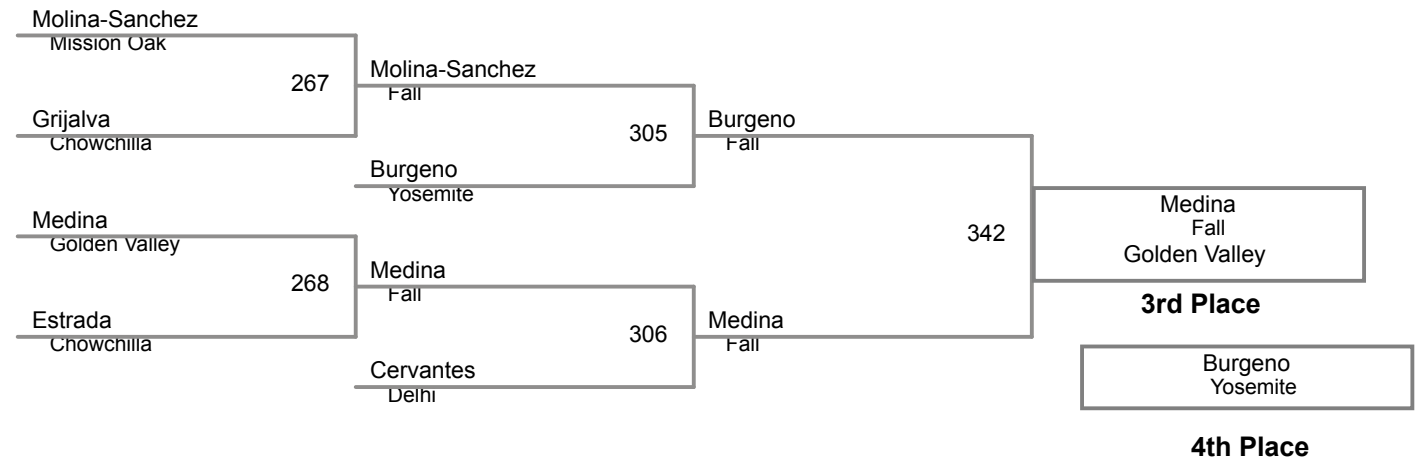 Molina-Sanchez
Mission Oak
267
Molina-Sanchez
Fall
Grijalva
Chowchilla
305
Burgeno
Fall
Burgeno
Yosemite
Medina
Golden Valley
342
Medina
Fall
Golden Valley
3rd Place
268
Medina
Fall
Estrada
Chowchilla
306
Medina
Fall
Cervantes
Delhi
Burgeno
Yosemite
4th Place